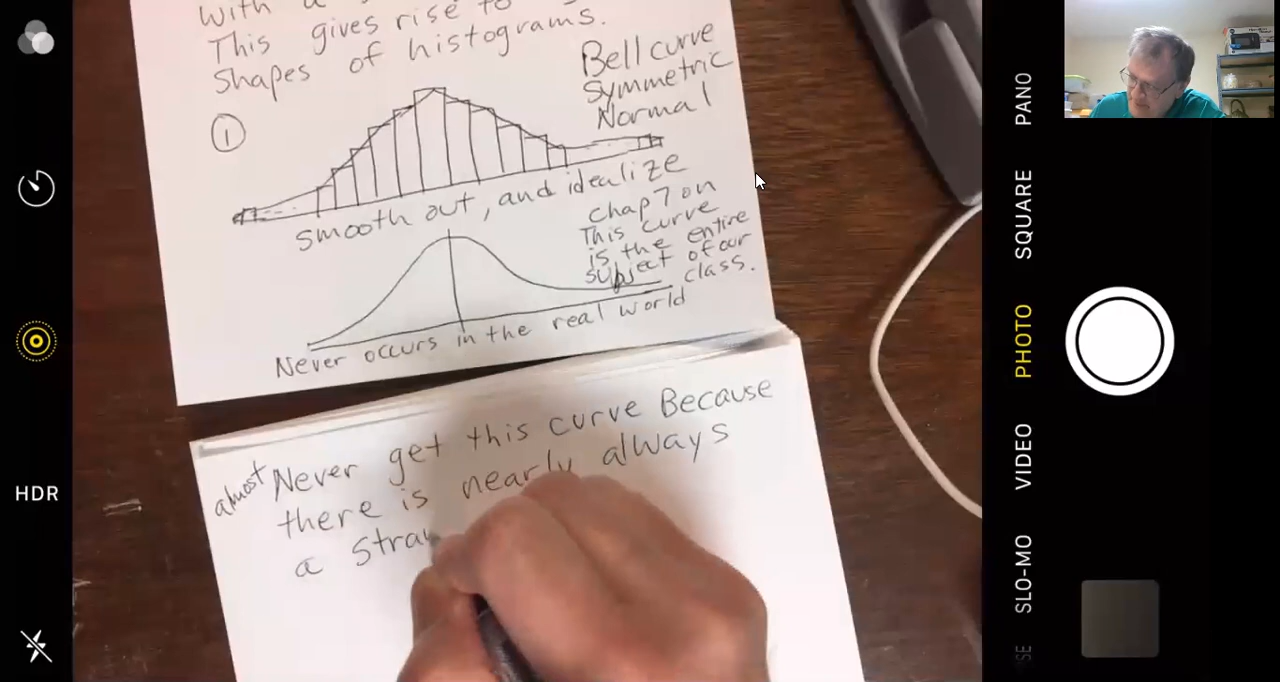 with a
This gives rise to
Shapes of histograms.
Bell curve
Symmetric
Normal
①
Smooth out, and idealize
Chap 7 on
This curve
is the entire
subject of our
class.
Never occurs in the real world
almost Never get this curve Because
there is nearly always
a
HDR
PANO
SQUARE
PHOTO
VIDEO
SLO-MO
SE